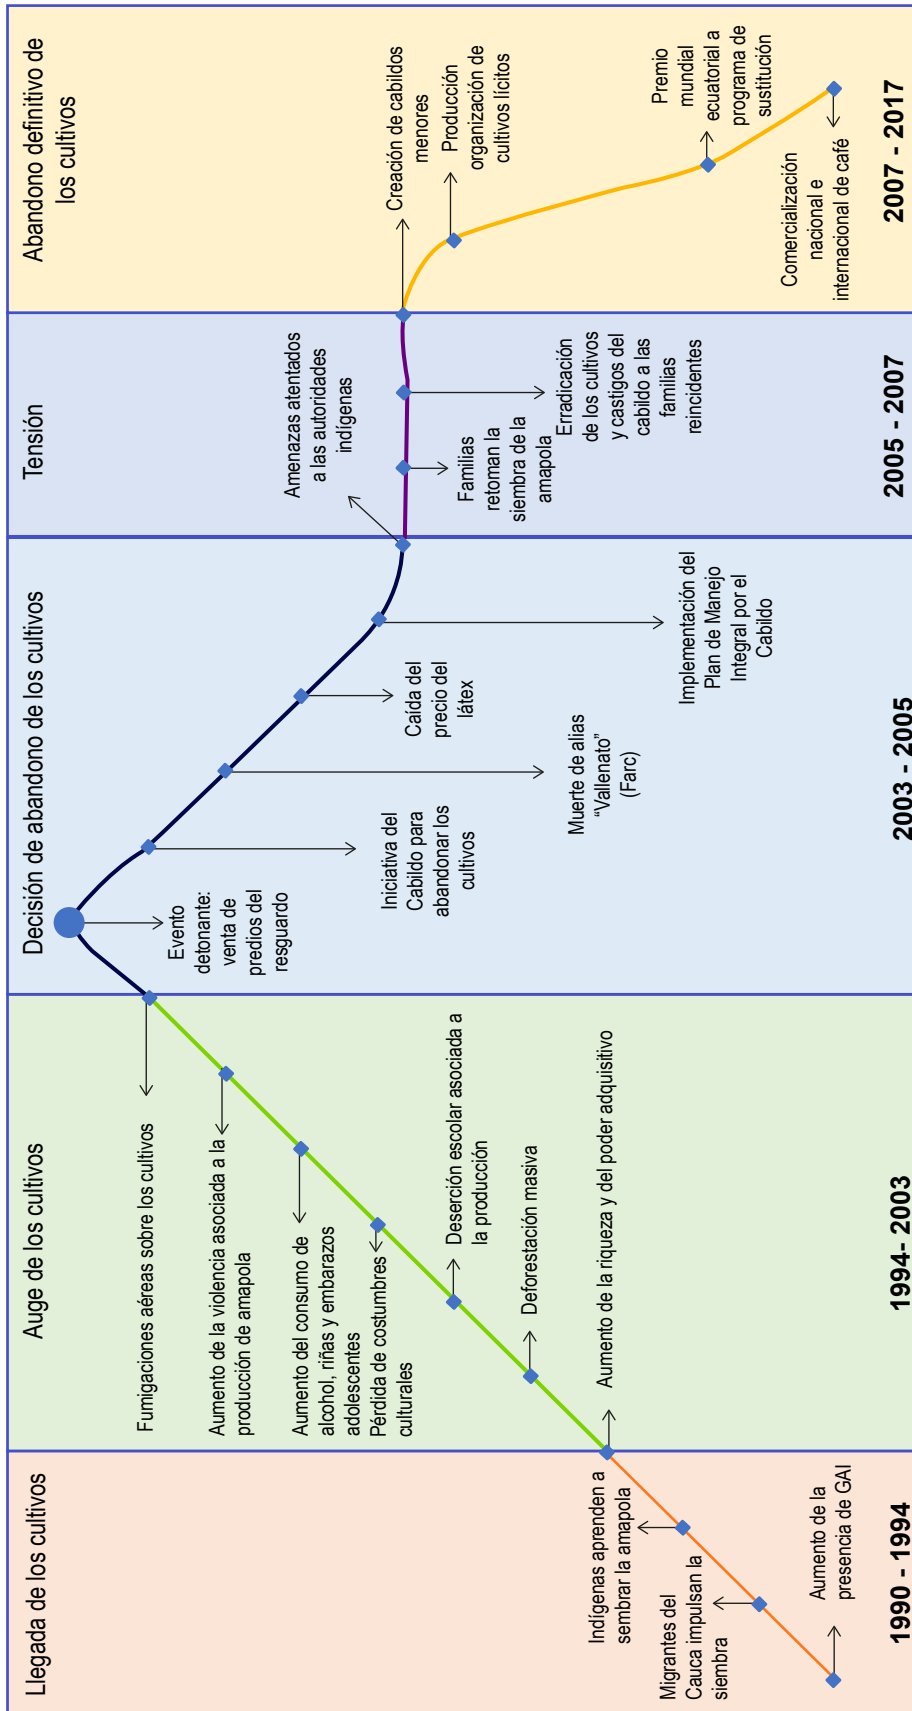 Llegada de los cultivos
Aumento de la
presencia de GAI
Migrantes del
Cauca impulsan la
siembra
Indígenas aprenden a
sembrar la amapola
1990 - 1994
Auge de los cultivos
Aumento de la riqueza y del poder adquisitivo
Deforestación masiva
Deserción escolar asociada a
la producción
Pérdida de costumbres
culturales
Aumento del consumo de
alcohol, riñas y embarazos
adolescentes
Aumento de la violencia asociada a la
producción de amapola
Fumigaciones aéreas sobre los cultivos
1994- 2003
Decisión de abandono de los cultivos
Evento
detonante:
venta de
predios del
resguardo
Iniciativa del
Cabildo para
abandonar los
cultivos
Muerte de alias
“Vallenato”
(Farc)
Caída del
precio del
látex
Implementación del
Plan de Manejo
Integral por el
Cabildo
2003 - 2005
Tensión
Amenazas atentados
a las autoridades
indígenas
Familias
retoman la
siembra de la
amapola
Erradicación
de los cultivos
y castigos del
cabildo a las
familias
reincidentes
2005 - 2007
Abandono definitivo de
los cultivos
Creación de cabildos
menores
Producción
organización de
cultivos lícitos
Premio
mundial
ecuatorial a
programa de
sustitución
Comercialización
nacional e
internacional de café
2007 - 2017